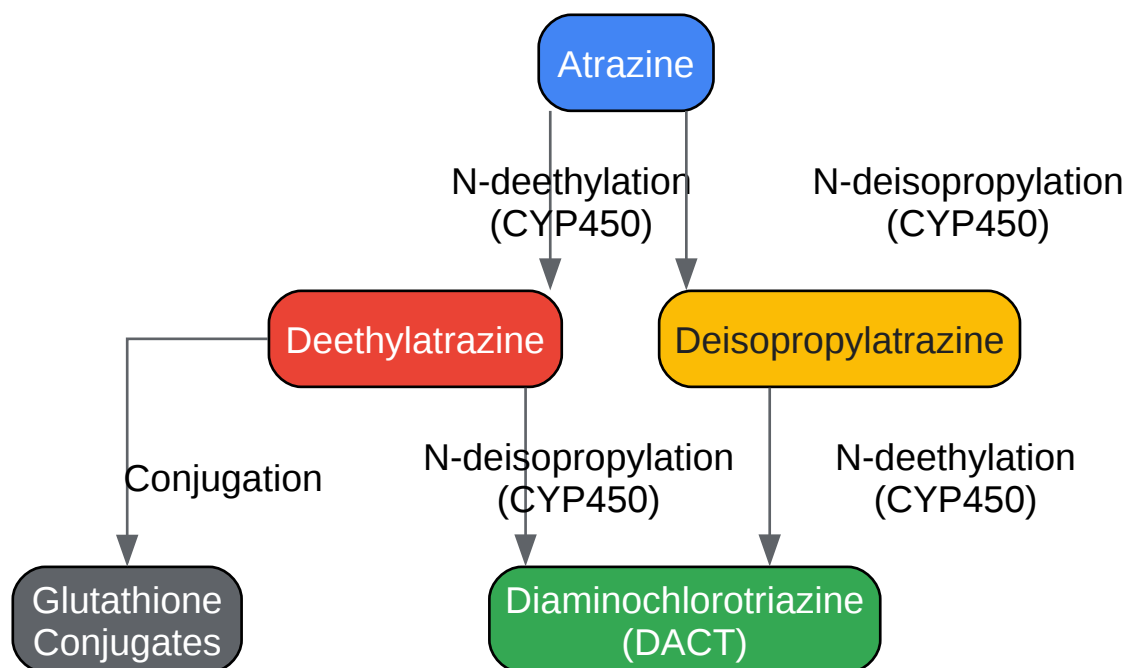 Atrazine
N-deethylation
(CYP450)
N-deisopropylation
(CYP450)
Deethylatrazine
Deisopropylatrazine
Conjugation
N-deisopropylation
(CYP450)
N-deethylation
(CYP450)
Glutathione
Conjugates
Diaminochlorotriazine
(DACT)